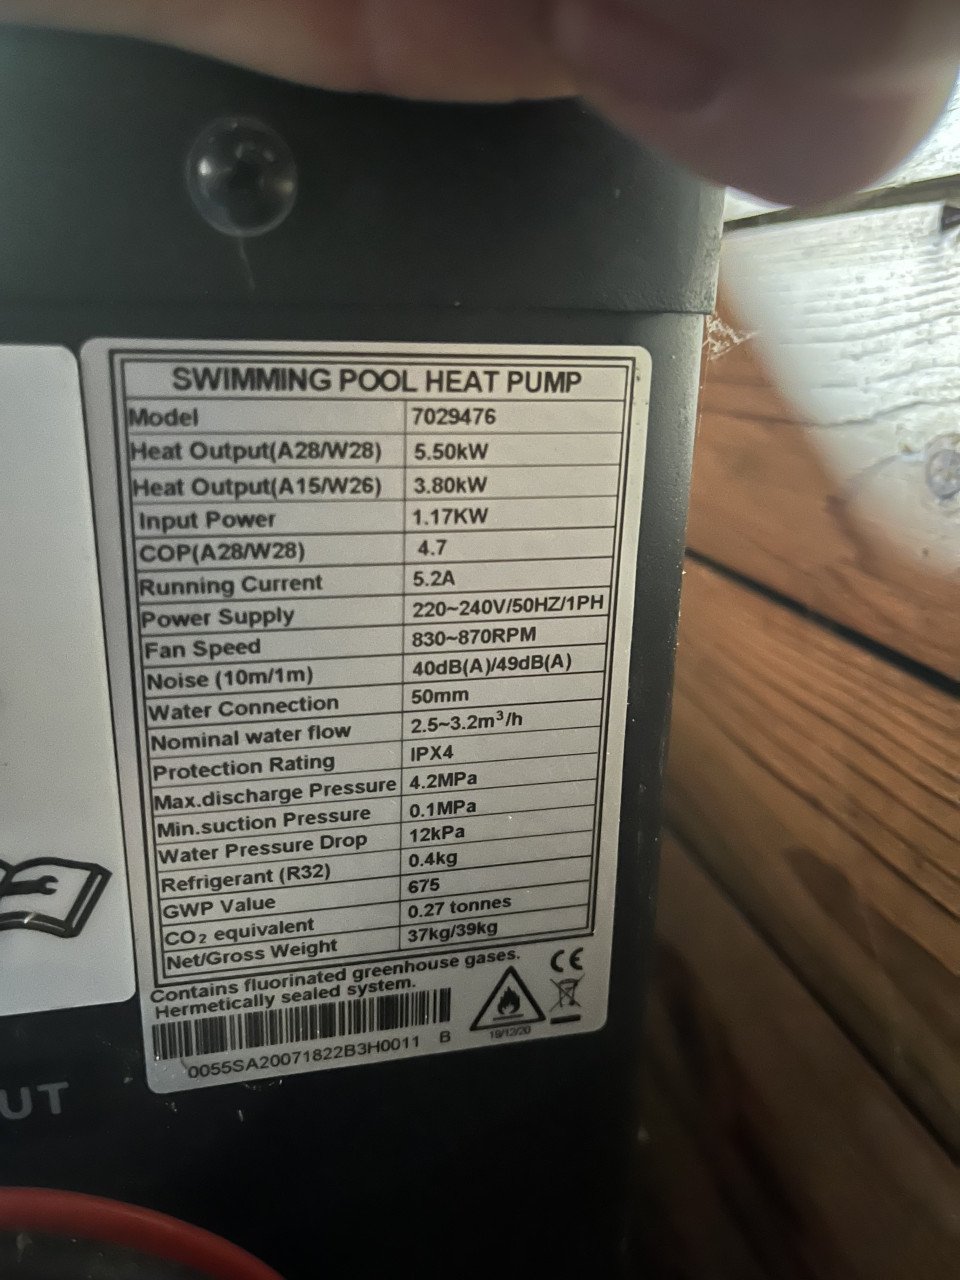 SWIMMING POOL HEAT PUMP
Model 7029476
Heat Output(A28/W28) 5.50kW
Heat Output(A15/W26) 3.80kW
Input Power 1.17KW
COP(A28/W28) 4.7
Running Current 5.2A
Power Supply 220~240V/50HZ/1PH
Fan Speed 830~870RPM
Noise (10m/1m) 40dB(A)/49dB(A)
Water Connection 50mm
Nominal water flow 2.5~3.2m³/h
Protection Rating IPX4
Max.discharge Pressure 4.2MPa
Min.suction Pressure 0.1MPa
Water Pressure Drop 12kPa
Refrigerant (R32) 0.4kg
GWP Value 675
CO₂ equivalent 0.27 tonnes
Net/Gross Weight 37kg/39kg
Contains fluorinated greenhouse gases.
Hermetically sealed system.
CE
19/12/20
0055SA20071822B3H0011 B
UT